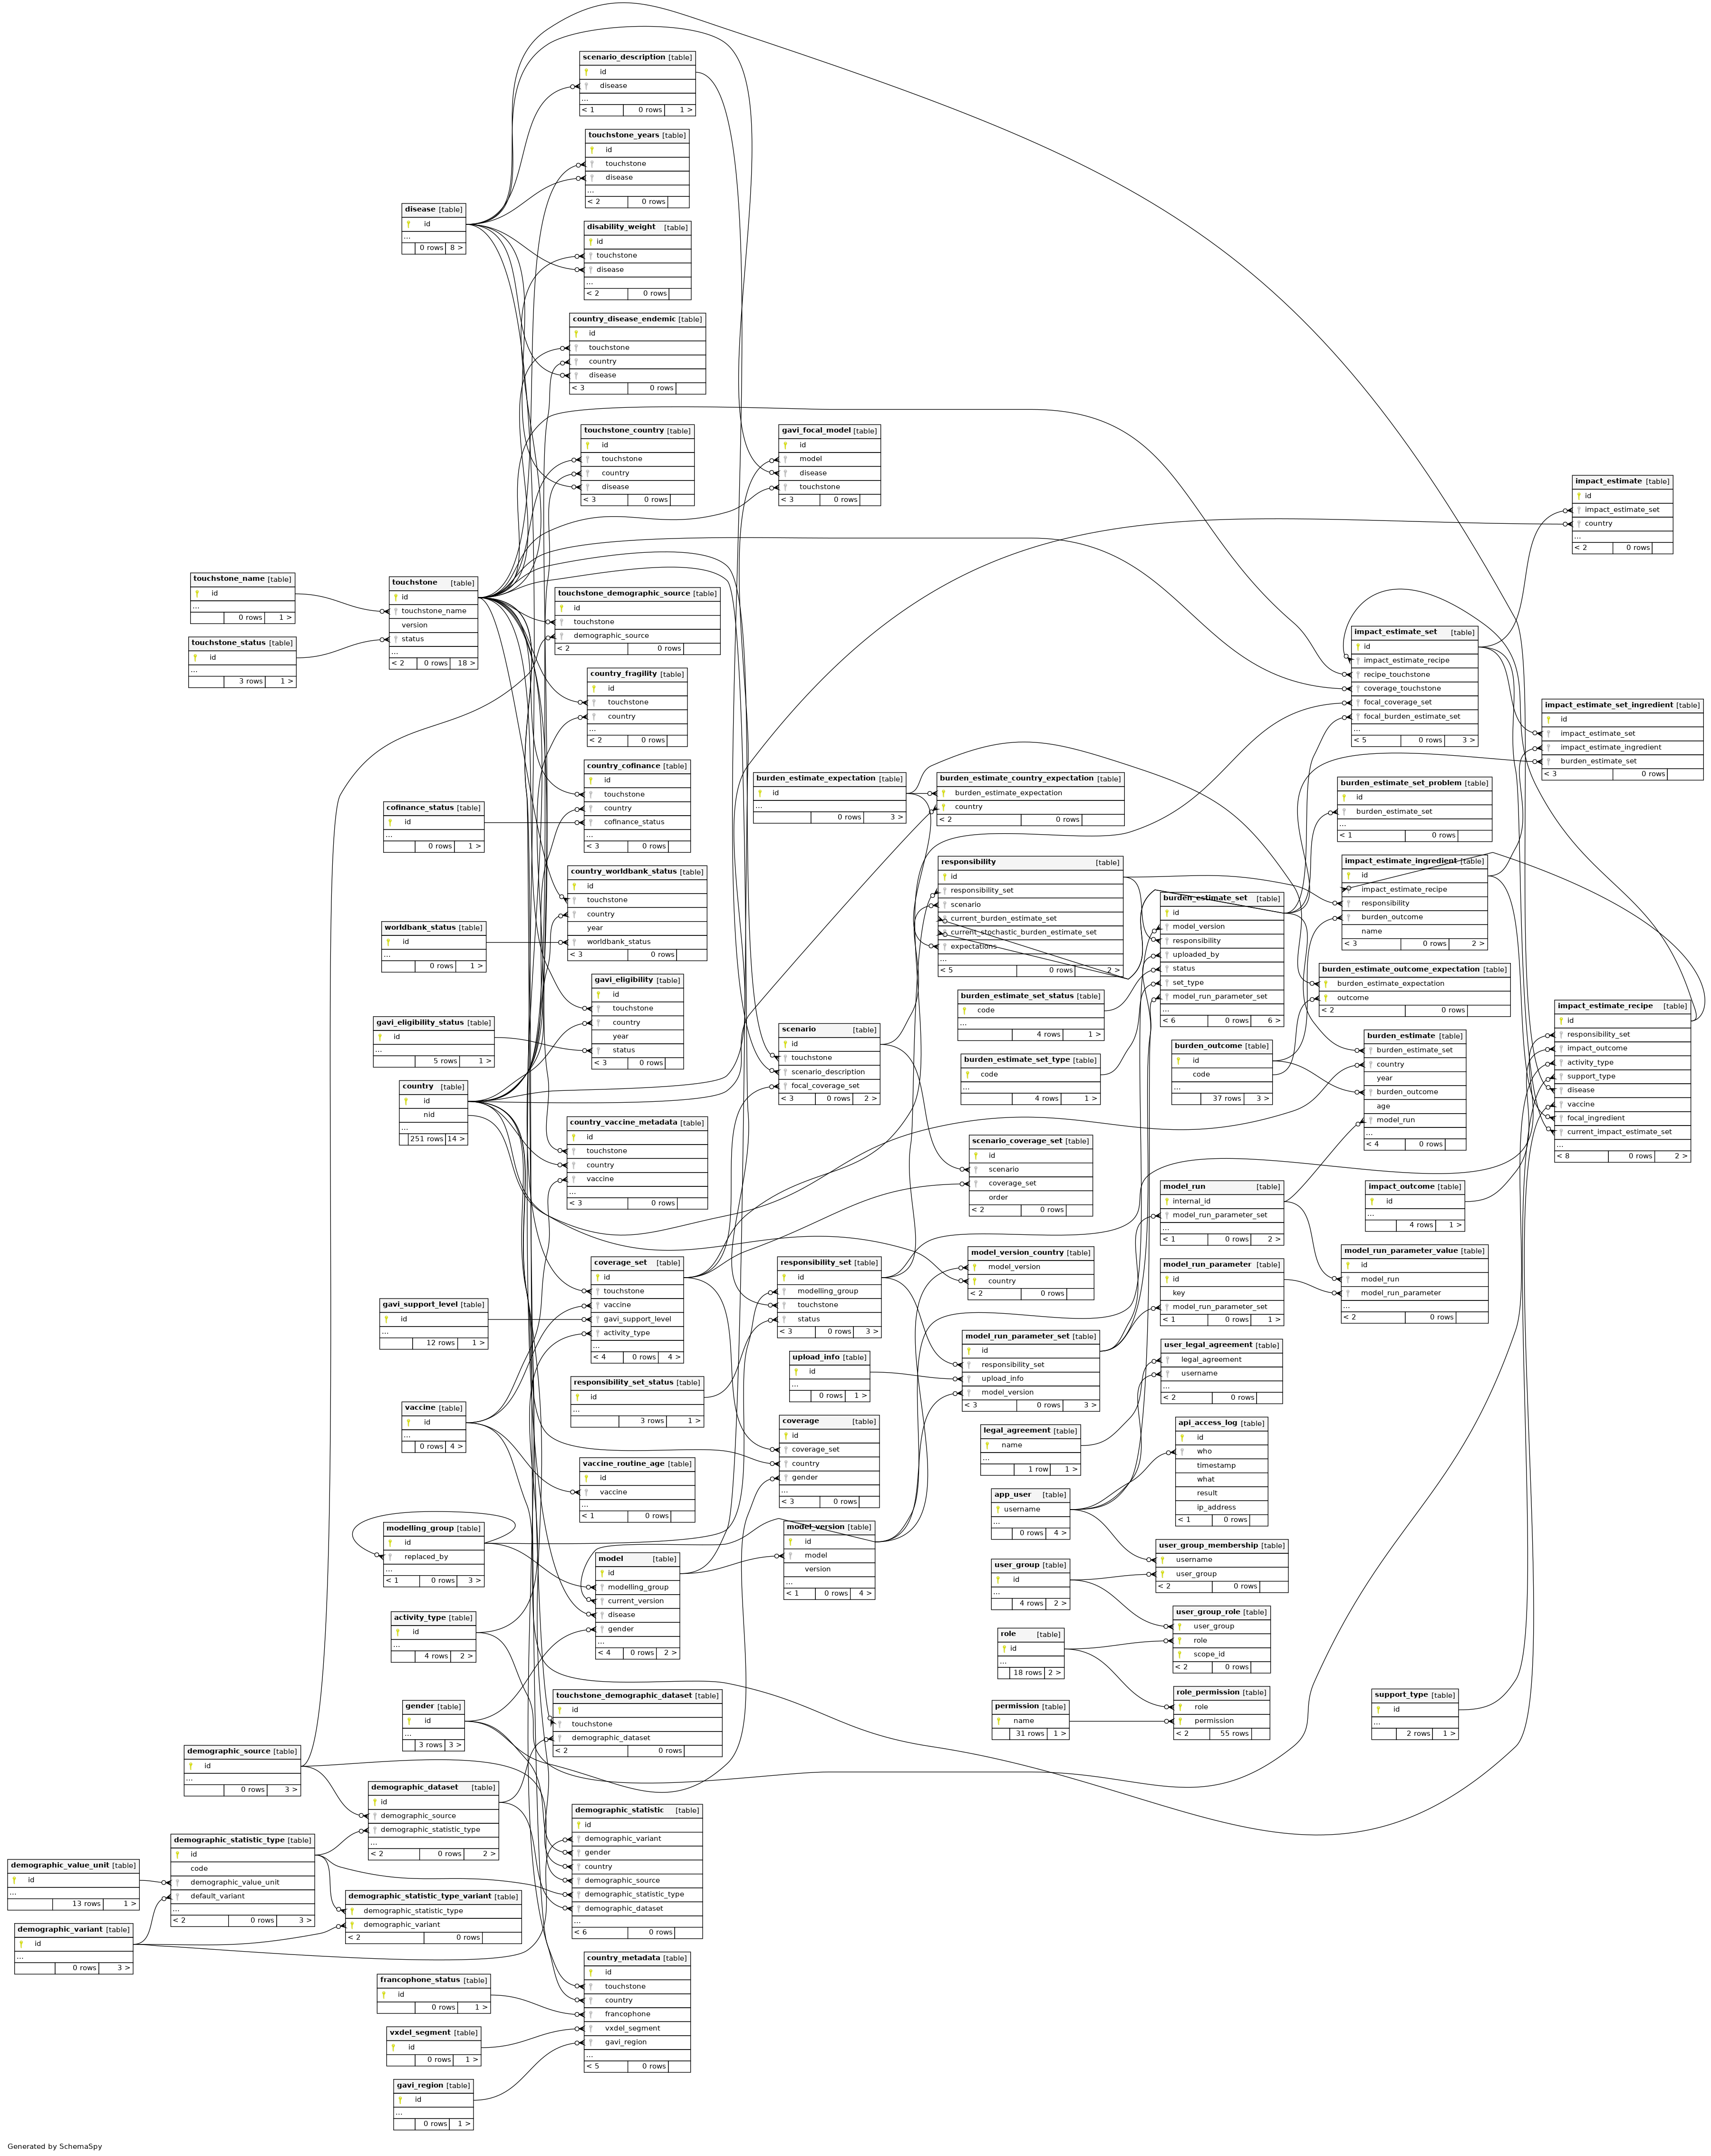 scenario_description [table]
id
disease
...
< 1 0 rows 1 >
touchstone_years [table]
id
touchstone
disease
...
< 2 0 rows
disease [table]
id
...
0 rows 8 >
disability_weight [table]
id
touchstone
disease
...
< 2 0 rows
country_disease_endemic [table]
id
touchstone
country
disease
< 3 0 rows
touchstone_country [table]
id
touchstone
country
disease
< 3 0 rows
gavi_focal_model [table]
id
model
disease
touchstone
< 3 0 rows
impact_estimate [table]
id
impact_estimate_set
country
...
< 2 0 rows
touchstone_name [table]
id
...
0 rows 1 >
touchstone_status [table]
id
...
3 rows 1 >
touchstone [table]
id
touchstone_name
version
status
...
< 2 0 rows 18 >
touchstone_demographic_source [table]
id
touchstone
demographic_source
< 2 0 rows
country_fragility [table]
id
touchstone
country
...
< 2 0 rows
impact_estimate_set [table]
id
impact_estimate_recipe
recipe_touchstone
coverage_touchstone
focal_coverage_set
focal_burden_estimate_set
...
< 5 0 rows 3 >
impact_estimate_set_ingredient [table]
id
impact_estimate_set
impact_estimate_ingredient
burden_estimate_set
< 3 0 rows
cofinance_status [table]
id
...
0 rows 1 >
country_cofinance [table]
id
touchstone
country
cofinance_status
...
< 3 0 rows
burden_estimate_expectation [table]
id
...
0 rows 3 >
burden_estimate_country_expectation [table]
burden_estimate_expectation
country
< 2 0 rows
burden_estimate_set_problem [table]
id
burden_estimate_set
...
< 1 0 rows
country_worldbank_status [table]
id
touchstone
country
year
worldbank_status
< 3 0 rows
worldbank_status [table]
id
...
0 rows 1 >
responsibility [table]
id
responsibility_set
scenario
current_burden_estimate_set
current_stochastic_burden_estimate_set
expectations
...
< 5 0 rows 2 >
burden_estimate_set [table]
id
model_version
responsibility
uploaded_by
status
set_type
model_run_parameter_set
...
< 6 0 rows 6 >
impact_estimate_ingredient [table]
id
impact_estimate_recipe
responsibility
burden_outcome
name
< 3 0 rows 2 >
burden_estimate_outcome_expectation [table]
burden_estimate_expectation
outcome
< 2 0 rows
gavi_eligibility_status [table]
id
...
5 rows 1 >
gavi_eligibility [table]
id
touchstone
country
year
status
< 3 0 rows
burden_estimate_set_status [table]
code
...
4 rows 1 >
burden_estimate_set_type [table]
code
...
4 rows 1 >
burden_outcome [table]
id
code
...
37 rows 3 >
burden_estimate [table]
burden_estimate_set
country
year
burden_outcome
age
model_run
...
< 4 0 rows
impact_estimate_recipe [table]
id
responsibility_set
impact_outcome
activity_type
support_type
disease
vaccine
focal_ingredient
current_impact_estimate_set
...
< 8 0 rows 2 >
country [table]
id
nid
...
251 rows 14 >
scenario [table]
id
touchstone
scenario_description
focal_coverage_set
< 3 0 rows 2 >
country_vaccine_metadata [table]
id
touchstone
country
vaccine
...
< 3 0 rows
scenario_coverage_set [table]
id
scenario
coverage_set
order
< 2 0 rows
model_run [table]
internal_id
model_run_parameter_set
...
< 1 0 rows 2 >
impact_outcome [table]
id
...
4 rows 1 >
coverage_set [table]
id
touchstone
vaccine
gavi_support_level
activity_type
...
< 4 0 rows 4 >
gavi_support_level [table]
id
...
12 rows 1 >
responsibility_set [table]
id
modelling_group
touchstone
status
< 3 0 rows 3 >
model_version_country [table]
model_version
country
< 2 0 rows
model_run_parameter [table]
id
key
model_run_parameter_set
< 1 0 rows 1 >
model_run_parameter_value [table]
id
model_run
model_run_parameter
...
< 2 0 rows
responsibility_set_status [table]
id
...
3 rows 1 >
upload_info [table]
id
...
0 rows 1 >
model_run_parameter_set [table]
id
responsibility_set
upload_info
model_version
< 3 0 rows 3 >
user_legal_agreement [table]
legal_agreement
username
...
< 2 0 rows
vaccine [table]
id
...
0 rows 4 >
vaccine_routine_age [table]
id
vaccine
...
< 1 0 rows
coverage [table]
id
coverage_set
country
gender
...
< 3 0 rows
legal_agreement [table]
name
...
1 row 1 >
api_access_log [table]
id
who
timestamp
what
result
ip_address
< 1 0 rows
app_user [table]
username
...
0 rows 4 >
modelling_group [table]
id
replaced_by
...
< 1 0 rows 3 >
model [table]
id
modelling_group
current_version
disease
gender
...
< 4 0 rows 2 >
model_version [table]
id
model
version
...
< 1 0 rows 4 >
user_group [table]
id
...
4 rows 2 >
user_group_membership [table]
username
user_group
< 2 0 rows
activity_type [table]
id
...
4 rows 2 >
role [table]
id
...
18 rows 2 >
user_group_role [table]
user_group
role
scope_id
< 2 0 rows
gender [table]
id
...
3 rows 3 >
touchstone_demographic_dataset [table]
id
touchstone
demographic_dataset
< 2 0 rows
permission [table]
name
...
31 rows 1 >
role_permission [table]
role
permission
< 2 55 rows
support_type [table]
id
...
2 rows 1 >
demographic_source [table]
id
...
0 rows 3 >
demographic_dataset [table]
id
demographic_source
demographic_statistic_type
...
< 2 0 rows 2 >
demographic_statistic [table]
id
demographic_variant
gender
country
demographic_source
demographic_statistic_type
demographic_dataset
...
< 6 0 rows
demographic_value_unit [table]
id
...
13 rows 1 >
demographic_statistic_type [table]
id
code
demographic_value_unit
default_variant
...
< 2 0 rows 3 >
demographic_statistic_type_variant [table]
demographic_statistic_type
demographic_variant
< 2 0 rows
demographic_variant [table]
id
...
0 rows 3 >
francophone_status [table]
id
0 rows 1 >
country_metadata [table]
id
touchstone
country
francophone
vxdel_segment
gavi_region
...
< 5 0 rows
vxdel_segment [table]
id
0 rows 1 >
gavi_region [table]
id
...
0 rows 1 >
Generated by SchemaSpy